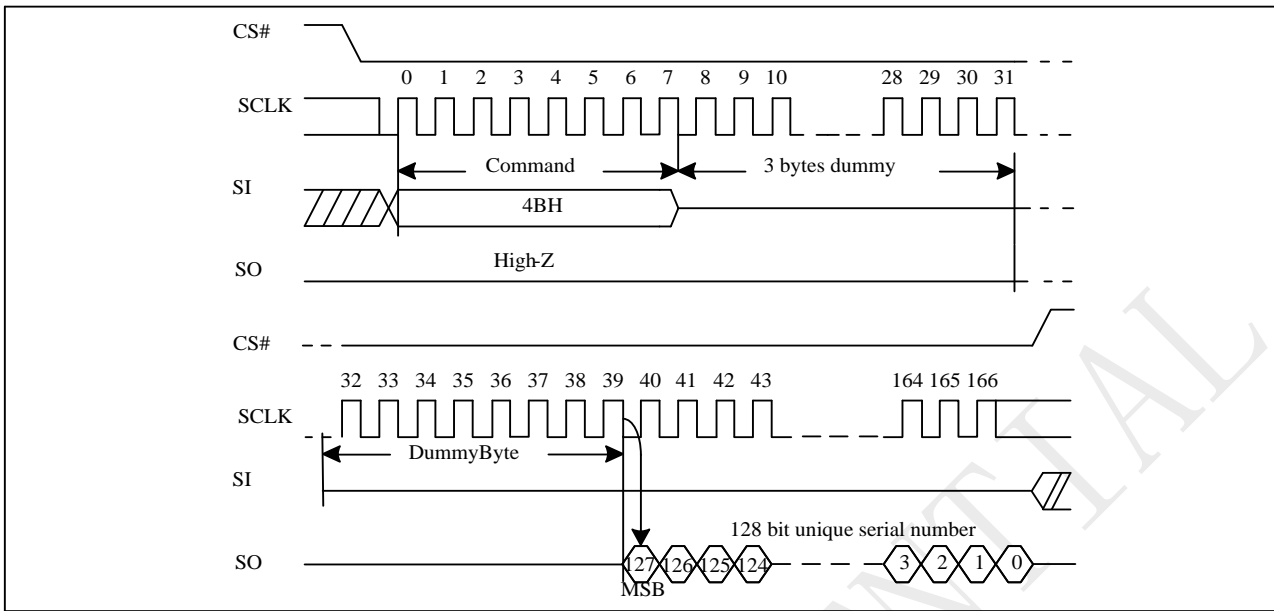 CS#
0 1 2 3 4 5 6 7 8 9 10 28 29 30 31
SCLK
Command 3 bytes dummy
SI
4BH
High-Z
SO
CS#
32 33 34 35 36 37 38 39 40 41 42 43 164 165 166
SCLK
DummyByte
SI
128 bit unique serial number
SO 127 126 125 124 3 2 1 0
MSB
NTIAL